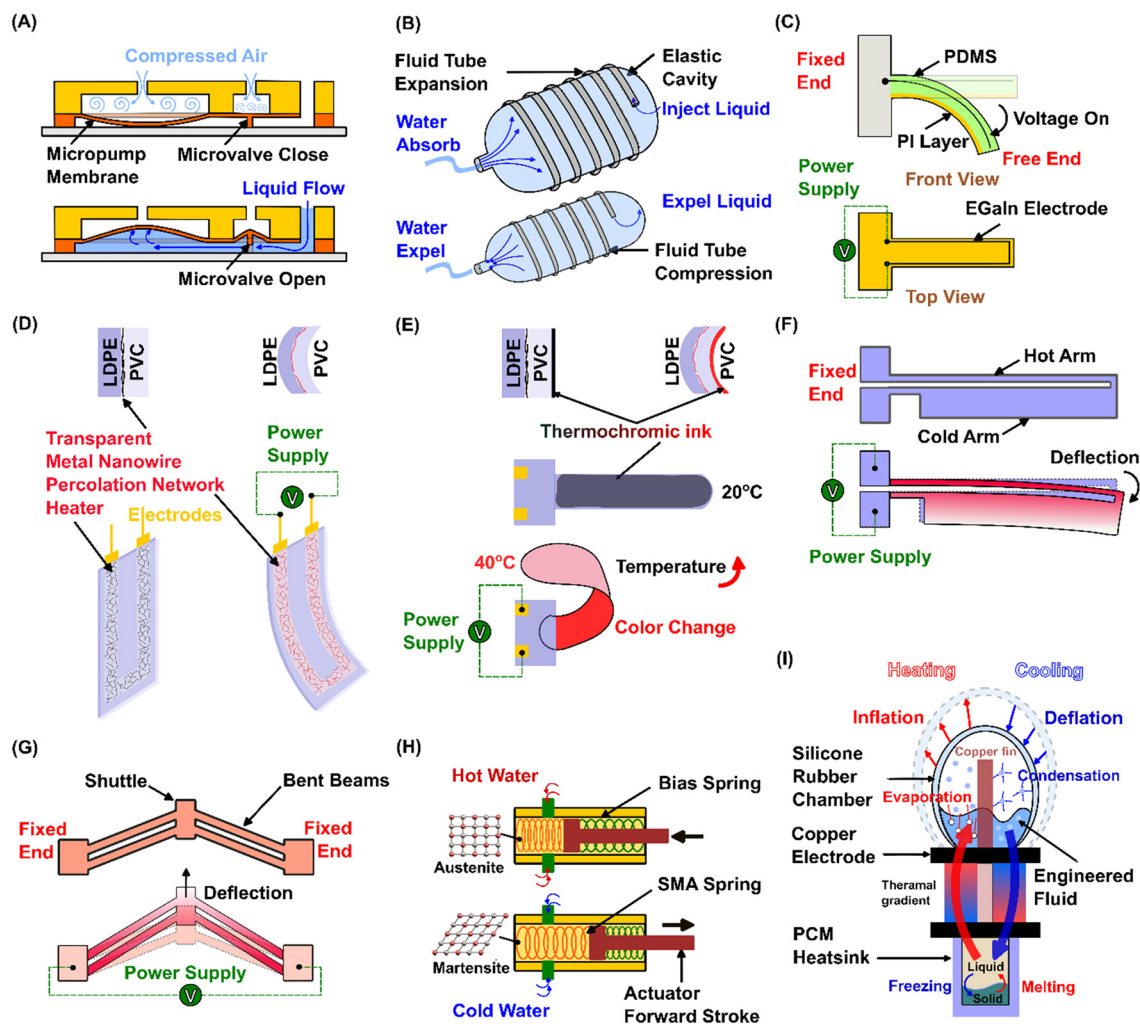 (A)
Compressed Air
Micropump
Membrane
Microvalve Close
Liquid Flow
Microvalve Open
(B)
Fluid Tube
Expansion
Elastic
Cavity
Inject Liquid
Water
Absorb
Expel Liquid
Water
Expel
Fluid Tube
Compression
(C)
Fixed
End
PDMS
Voltage On
PI Layer
Free End
Front View
Power
Supply
V
EGaIn Electrode
Top View
(D)
LDPE
PVC
LDPE
PVC
Transparent
Metal Nanowire
Percolation Network
Heater
Power
Supply
V
Electrodes
(E)
LDPE
PVC
LDPE
PVC
Thermochromic ink
20°C
40°C
Temperature
Power
Supply
V
Color Change
(F)
Fixed
End
Hot Arm
Cold Arm
Deflection
V
Power Supply
(G)
Shuttle
Bent Beams
Fixed
End
Fixed
End
Deflection
Power Supply
V
(H)
Hot Water
Bias Spring
Austenite
SMA Spring
Martensite
Cold Water
Actuator
Forward Stroke
(I)
Heating
Cooling
Inflation
Deflation
Silicone
Rubber
Chamber
Copper fin
Condensation
Evaporation
Copper
Electrode
Engineered
Fluid
Theramal
gradient
PCM
Heatsink
Liquid
Freezing
Melting
Solid